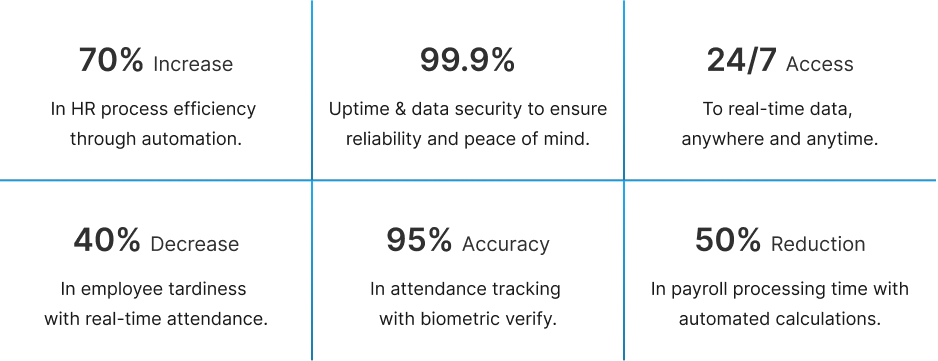 70% Increase
In HR process efficiency
through automation.
99.9%
Uptime & data security to ensure
reliability and peace of mind.
24/7 Access
To real-time data,
anywhere and anytime.
40% Decrease
In employee tardiness
with real-time attendance.
95% Accuracy
In attendance tracking
with biometric verify.
50% Reduction
In payroll processing time with
automated calculations.